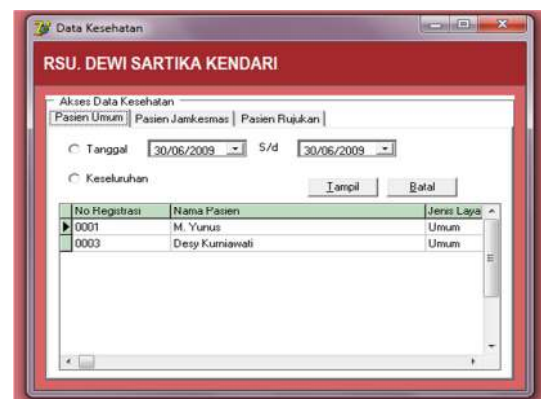 Data Kesehatan
RSU. DEWI SARTIKA KENDARI
Akses Data Kesehatan
Pasien Umum Pasien Jamkesmas Pasien Rujukan
Tanggal 30/06/2009 S/d 30/06/2009
Keseluruhan
Tampil Batal
No Registrasi Nama Pasien Jenis Laya
0001 M. Yunus Umum
0003 Desy Kurniawati Umum